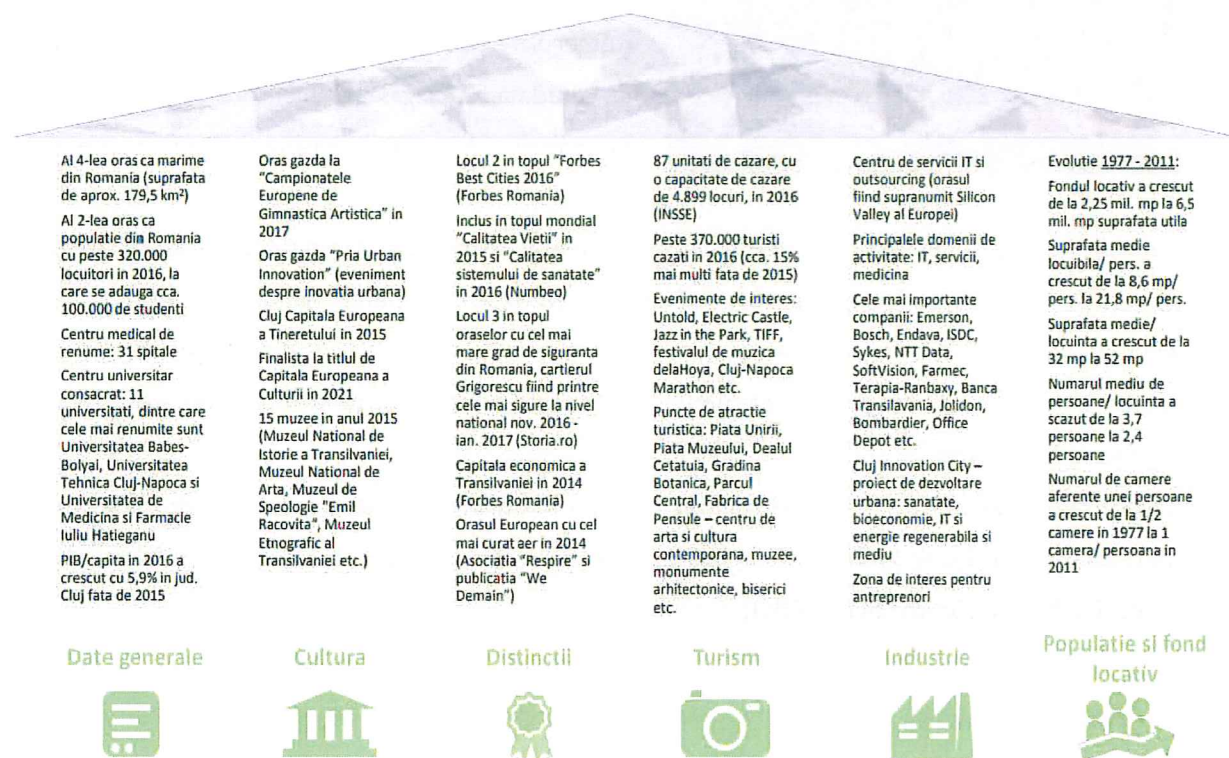 Al 4-lea oras ca marime
din Romania (suprafata
de aprox. 179,5 km²)
Al 2-lea oras ca
populatie din Romania
cu peste 320.000
locuitori in 2016, la
care se adauga cca.
100.000 de studenti
Centru medical de
renume: 31 spitale
Centru universitar
consacrat: 11
universitati, dintre care
cele mai renumite sunt
Universitatea Babes-
Bolyai, Universitatea
Tehnica Cluj-Napoca si
Universitatea de
Medicina si Farmacie
Iuliu Hatieganu
PIB/capita in 2016 a
crescut cu 5,9% in jud.
Cluj fata de 2015
Date generale
Oras gazda la
"Campionatele
Europene de
Gimnastica Artistica" in
2017
Oras gazda "Pria Urban
Innovation" (eveniment
despre inovatia urbana)
Cluj Capitala Europeana
a Tineretului in 2015
Finalista la titlul de
Capitala Europeana a
Culturii in 2021
15 muzee in anul 2015
(Muzeul National de
Istorie a Transilvaniei,
Muzeul National de
Arta, Muzeul de
Speologie "Emil
Racovita", Muzeul
Etnografic al
Transilvaniei etc.)
Cultura
Locul 2 in topul "Forbes
Best Cities 2016"
(Forbes Romania)
Inclus in topul mondial
"Calitatea Vietii" in
2015 si "Calitatea
sistemului de sanatate"
in 2016 (Numbeo)
Locul 3 in topul
oraselor cu cel mai
mare grad de siguranta
din Romania, cartierul
Grigorescu fiind printre
cele mai sigure la nivel
national nov. 2016 -
ian. 2017 (Storia.ro)
Capitala economica a
Transilvaniei in 2014
(Forbes Romania)
Orasul European cu cel
mai curat aer in 2014
(Asociatia "Respire" si
publicatia "We
Demain")
Distinctii
87 unitati de cazare, cu
o capacitate de cazare
de 4.899 locuri, in 2016
(INSSE)
Peste 370.000 turisti
cazati in 2016 (cca. 15%
mai multi fata de 2015)
Evenimente de interes:
Untold, Electric Castle,
Jazz in the Park, TIFF,
festivalul de muzica
delaHoya, Cluj-Napoca
Marathon etc.
Puncte de atractie
turistica: Piata Unirii,
Piata Muzeului, Dealul
Cetatuia, Gradina
Botanica, Parcul
Central, Fabrica de
Pensule – centru de
arta si cultura
contemporana, muzee,
monumente
arhitectonice, biserici
etc.
Turism
Centru de servicii IT si
outsourcing (orasul
fiind supranumit Silicon
Valley al Europei)
Principalele domenii de
activitate: IT, servicii,
medicina
Cele mai importante
companii: Emerson,
Bosch, Endava, ISDC,
Sykes, NTT Data,
SoftVision, Farmec,
Terapia-Ranbaxy, Banca
Transilavania, Jolidon,
Bombardier, Office
Depot etc.
Cluj Innovation City –
proiect de dezvoltare
urbana: sanatate,
bioeconomie, IT si
energie regenerabila si
mediu
Zona de interes pentru
antreprenori
Industrie
Evolutie 1977 - 2011:
Fondul locativ a crescut
de la 2,25 mil. mp la 6,5
mil. mp suprafata utila
Suprafata medie
locuibila/ pers. a
crescut de la 8,6 mp/
pers. la 21,8 mp/ pers.
Suprafata medie/
locuinta a crescut de la
32 mp la 52 mp
Numarul mediu de
persoane/ locuinta a
scazut de la 3,7
persoane la 2,4
persoane
Numarul de camere
aferente unei persoane
a crescut de la 1/2
camere in 1977 la 1
camera/ persoana in
2011
Populatie si fond
locativ